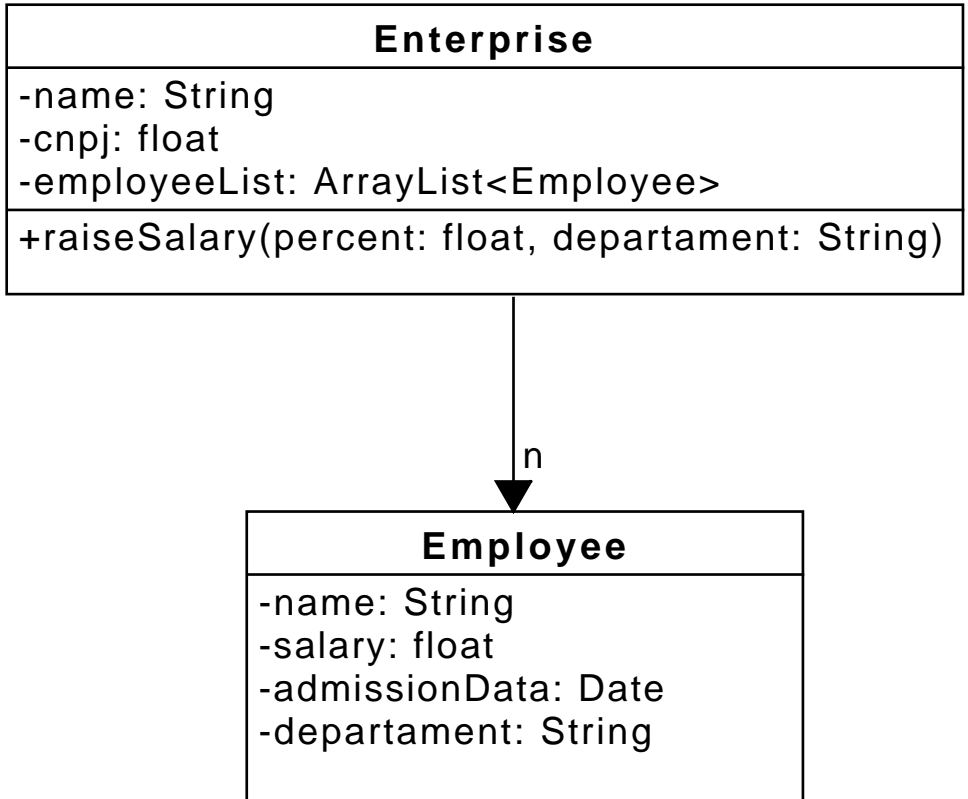 Enterprise
-name: String
-cnpj: float
-employeeList: ArrayList<Employee>
+raiseSalary(percent: float, departament: String)
n
Employee
-name: String
-salary: float
-admissionData: Date
-departament: String